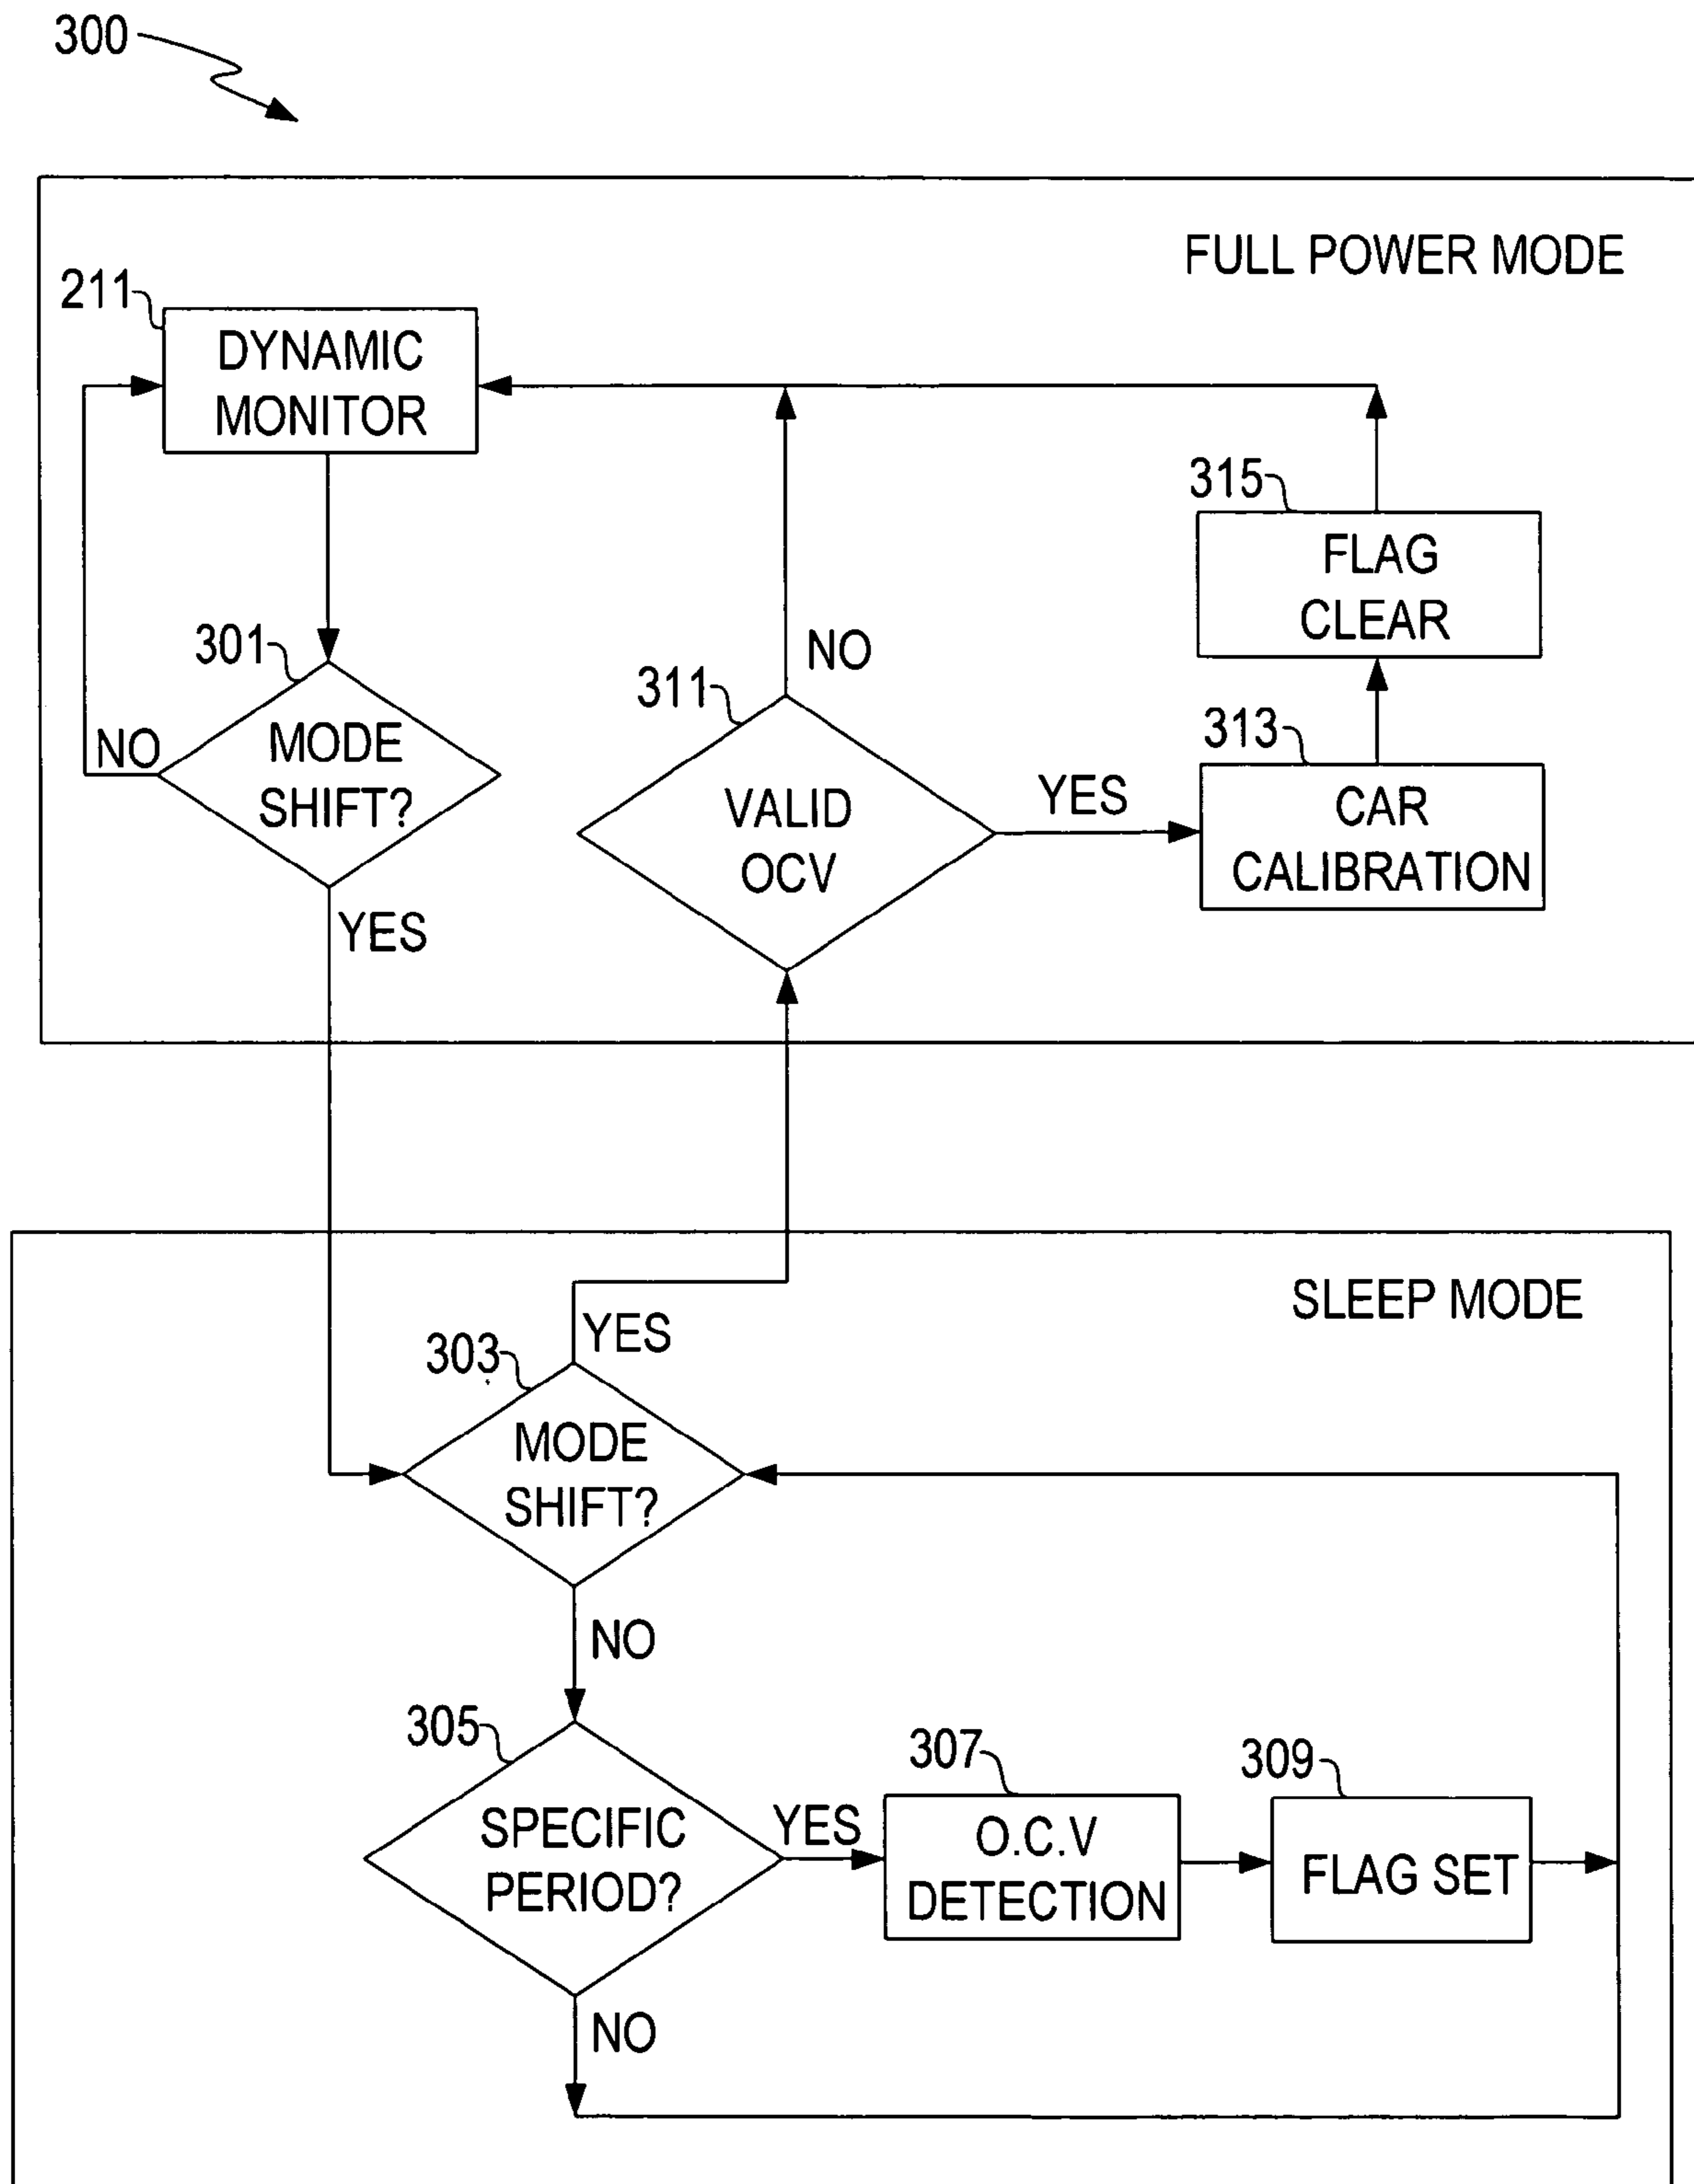 300
FULL POWER MODE
211
DYNAMIC
MONITOR
315
FLAG
CLEAR
301
MODE
SHIFT?
NO
YES
311
NO
VALID
OCV
YES
313
CAR
CALIBRATION
SLEEP MODE
303
YES
MODE
SHIFT?
NO
305
SPECIFIC
PERIOD?
YES
307
O.C.V
DETECTION
309
FLAG SET
NO